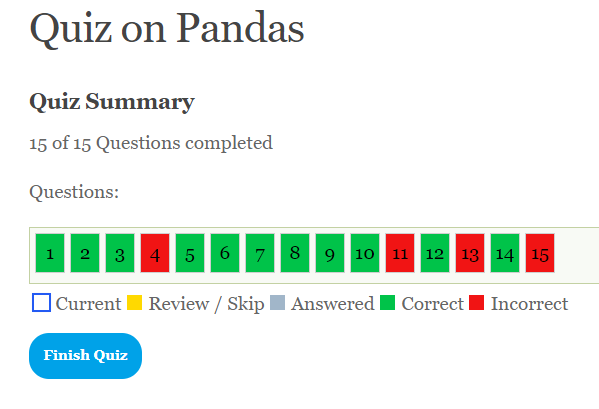 Quiz on Pandas
Quiz Summary
15 of 15 Questions completed
Questions:
1 2 3 4 5 6 7 8 9 10 11 12 13 14 15
Current Review / Skip Answered Correct Incorrect
Finish Quiz